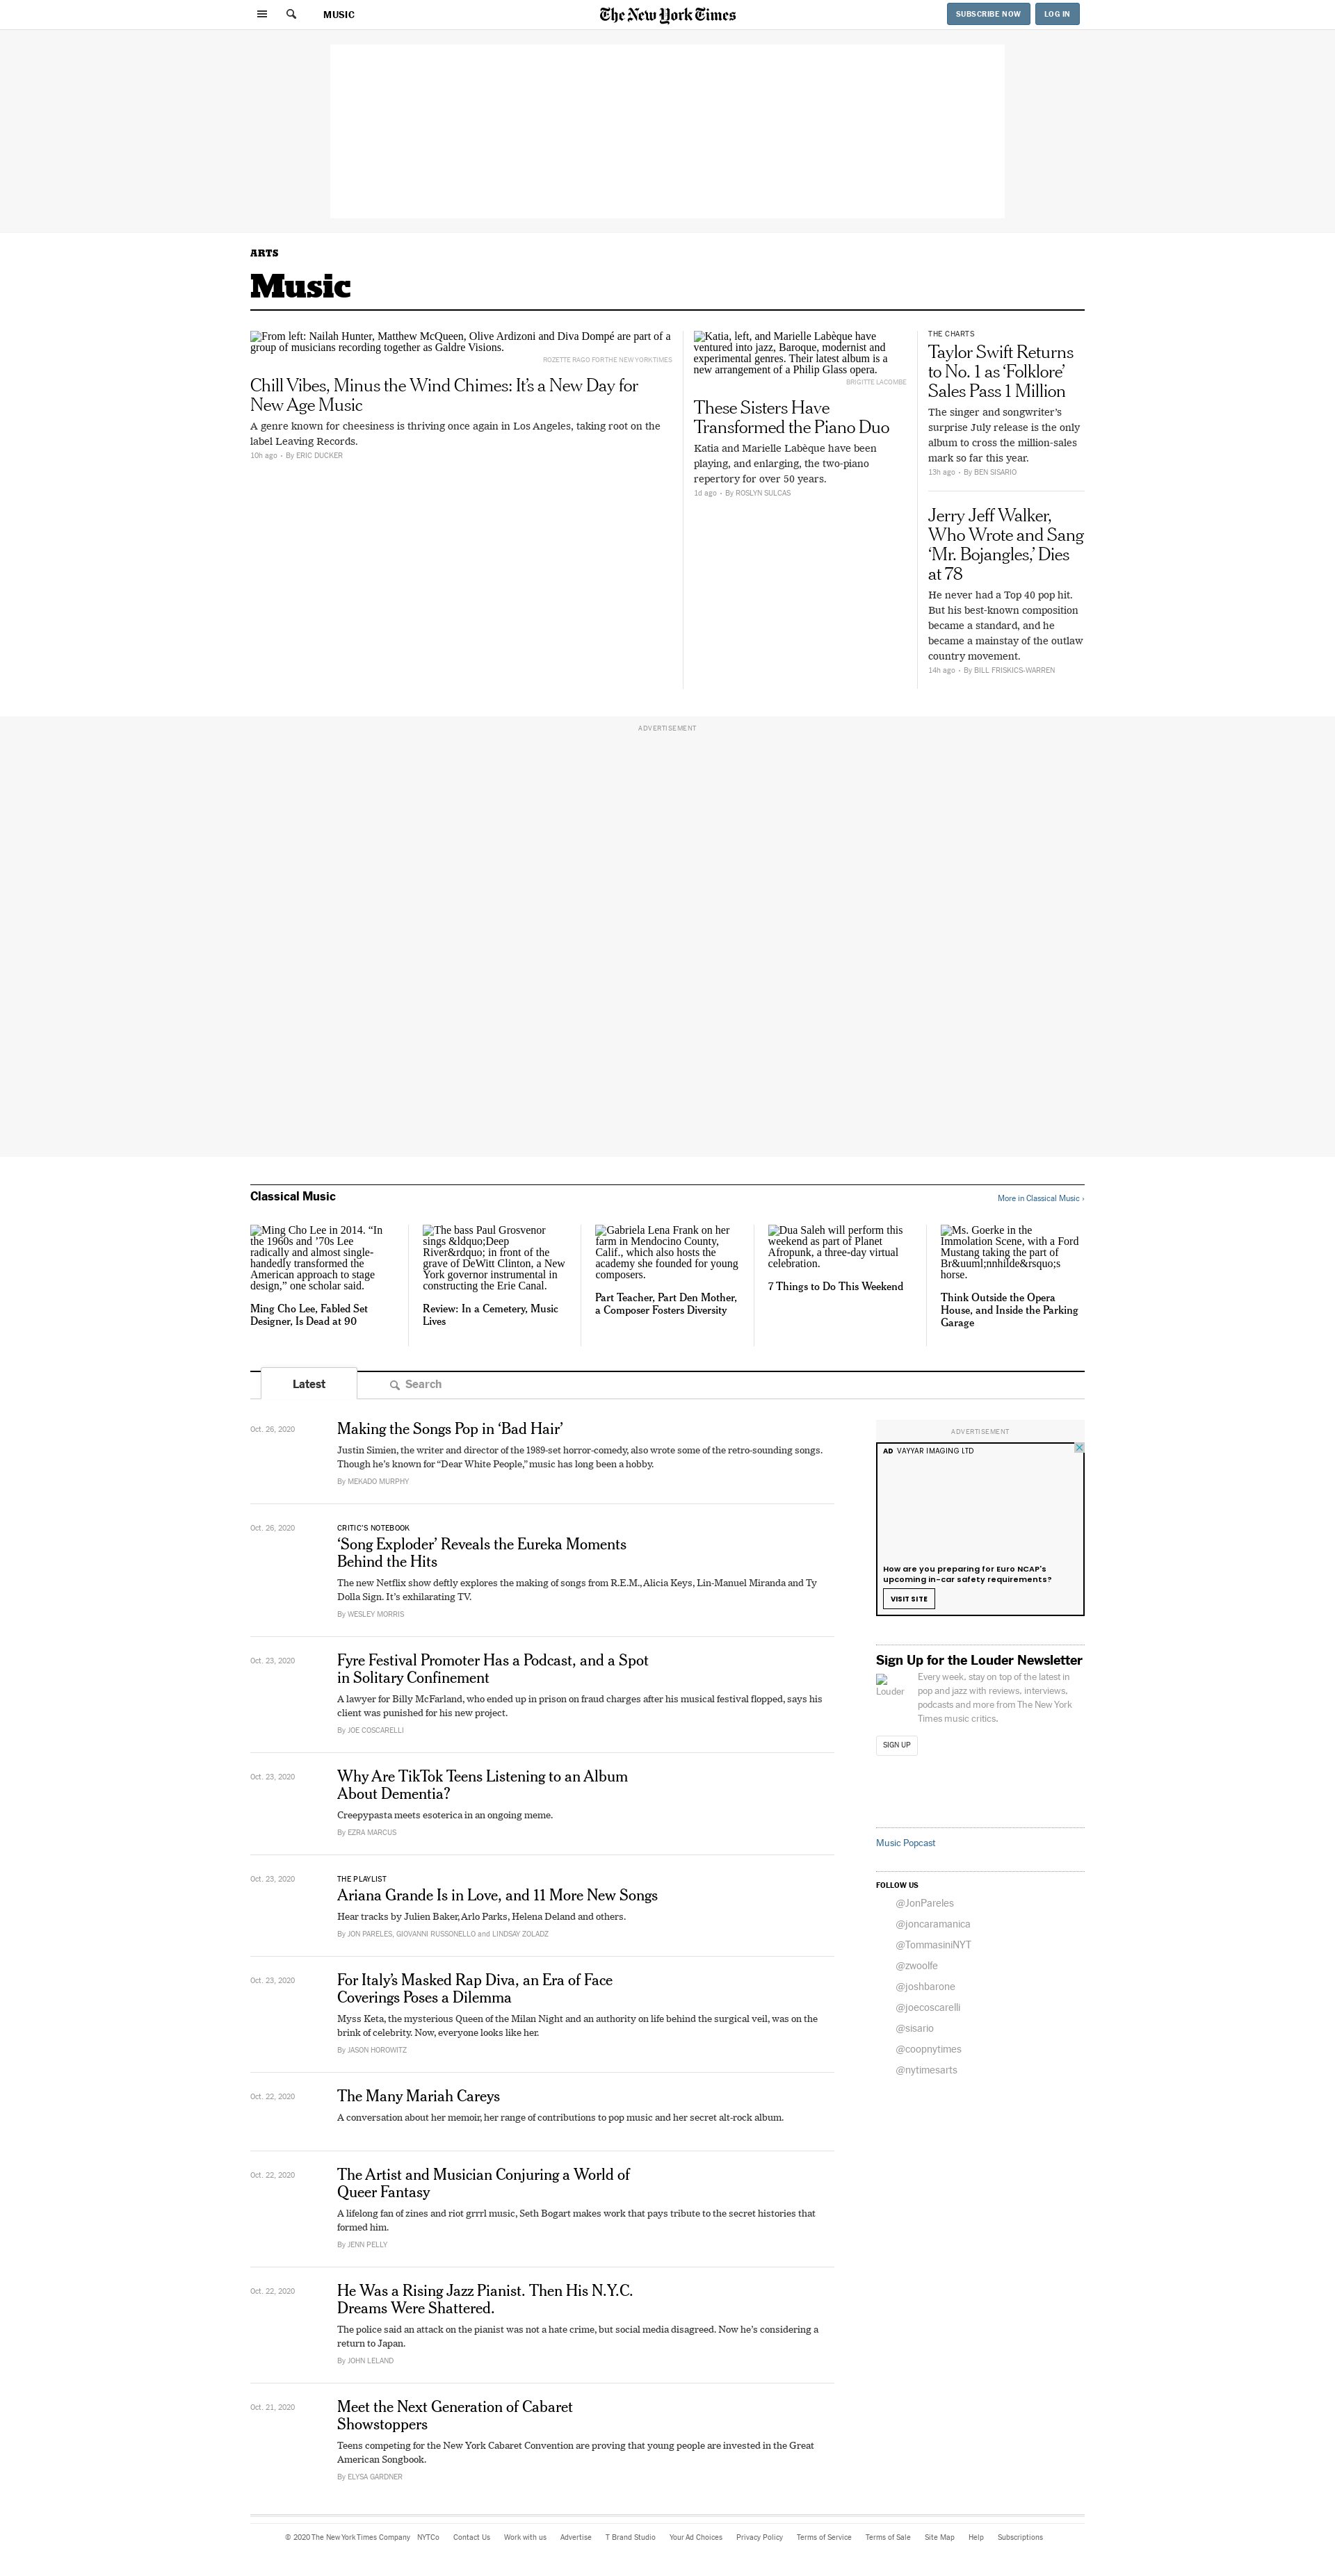 MUSIC
The New York Times
SUBSCRIBE NOW
LOG IN
ARTS
Music
From left: Nailah Hunter, Matthew McQueen, Olive Ardizoni and Diva Dompé are part of a
group of musicians recording together as Galdre Visions.
ROZETTE RAGO FOR THE NEW YORK TIMES
Chill Vibes, Minus the Wind Chimes: It’s a New Day for
New Age Music
A genre known for cheesiness is thriving once again in Los Angeles, taking root on the
label Leaving Records.
10h ago • By ERIC DUCKER
Katia, left, and Marielle Labèque have
ventured into jazz, Baroque, modernist and
experimental genres. Their latest album is a
new arrangement of a Philip Glass opera.
BRIGITTE LACOMBE
These Sisters Have
Transformed the Piano Duo
Katia and Marielle Labèque have been
playing, and enlarging, the two-piano
repertory for over 50 years.
1d ago • By ROSLYN SULCAS
THE CHARTS
Taylor Swift Returns
to No. 1 as ‘Folklore’
Sales Pass 1 Million
The singer and songwriter’s
surprise July release is the only
album to cross the million-sales
mark so far this year.
13h ago • By BEN SISARIO
Jerry Jeff Walker,
Who Wrote and Sang
‘Mr. Bojangles,’ Dies
at 78
He never had a Top 40 pop hit.
But his best-known composition
became a standard, and he
became a mainstay of the outlaw
country movement.
14h ago • By BILL FRISKICS-WARREN
ADVERTISEMENT
Classical Music
More in Classical Music ›
Ming Cho Lee in 2014. “In
the 1960s and ’70s Lee
radically and almost single-
handedly transformed the
American approach to stage
design,” one scholar said.
Ming Cho Lee, Fabled Set
Designer, Is Dead at 90
The bass Paul Grosvenor
sings &ldquo;Deep
River&rdquo; in front of the
grave of DeWitt Clinton, a New
York governor instrumental in
constructing the Erie Canal.
Review: In a Cemetery, Music
Lives
Gabriela Lena Frank on her
farm in Mendocino County,
Calif., which also hosts the
academy she founded for young
composers.
Part Teacher, Part Den Mother,
a Composer Fosters Diversity
Dua Saleh will perform this
weekend as part of Planet
Afropunk, a three-day virtual
celebration.
7 Things to Do This Weekend
Ms. Goerke in the
Immolation Scene, with a Ford
Mustang taking the part of
Br&uuml;nnhilde&rsquo;s
horse.
Think Outside the Opera
House, and Inside the Parking
Garage
Latest
Search
Oct. 26, 2020
Making the Songs Pop in ‘Bad Hair’
Justin Simien, the writer and director of the 1989-set horror-comedy, also wrote some of the retro-sounding songs.
Though he’s known for “Dear White People,” music has long been a hobby.
By MEKADO MURPHY
Oct. 26, 2020
CRITIC’S NOTEBOOK
‘Song Exploder’ Reveals the Eureka Moments
Behind the Hits
The new Netflix show deftly explores the making of songs from R.E.M., Alicia Keys, Lin-Manuel Miranda and Ty
Dolla Sign. It’s exhilarating TV.
By WESLEY MORRIS
Oct. 23, 2020
Fyre Festival Promoter Has a Podcast, and a Spot
in Solitary Confinement
A lawyer for Billy McFarland, who ended up in prison on fraud charges after his musical festival flopped, says his
client was punished for his new project.
By JOE COSCARELLI
Oct. 23, 2020
Why Are TikTok Teens Listening to an Album
About Dementia?
Creepypasta meets esoterica in an ongoing meme.
By EZRA MARCUS
Oct. 23, 2020
THE PLAYLIST
Ariana Grande Is in Love, and 11 More New Songs
Hear tracks by Julien Baker, Arlo Parks, Helena Deland and others.
By JON PARELES, GIOVANNI RUSSONELLO and LINDSAY ZOLADZ
Oct. 23, 2020
For Italy’s Masked Rap Diva, an Era of Face
Coverings Poses a Dilemma
Myss Keta, the mysterious Queen of the Milan Night and an authority on life behind the surgical veil, was on the
brink of celebrity. Now, everyone looks like her.
By JASON HOROWITZ
Oct. 22, 2020
The Many Mariah Careys
A conversation about her memoir, her range of contributions to pop music and her secret alt-rock album.
Oct. 22, 2020
The Artist and Musician Conjuring a World of
Queer Fantasy
A lifelong fan of zines and riot grrrl music, Seth Bogart makes work that pays tribute to the secret histories that
formed him.
By JENN PELLY
Oct. 22, 2020
He Was a Rising Jazz Pianist. Then His N.Y.C.
Dreams Were Shattered.
The police said an attack on the pianist was not a hate crime, but social media disagreed. Now he’s considering a
return to Japan.
By JOHN LELAND
Oct. 21, 2020
Meet the Next Generation of Cabaret
Showstoppers
Teens competing for the New York Cabaret Convention are proving that young people are invested in the Great
American Songbook.
By ELYSA GARDNER
ADVERTISEMENT
AD VAYYAR IMAGING LTD
How are you preparing for Euro NCAP's
upcoming in-car safety requirements?
VISIT SITE
Sign Up for the Louder Newsletter
Louder
Every week, stay on top of the latest in
pop and jazz with reviews, interviews,
podcasts and more from The New York
Times music critics.
SIGN UP
Music Popcast
FOLLOW US
@JonPareles
@joncaramanica
@TommasiniNYT
@zwoolfe
@joshbarone
@joecoscarelli
@sisario
@coopnytimes
@nytimesarts
© 2020 The New York Times Company NYTCo Contact Us Work with us Advertise T Brand Studio Your Ad Choices Privacy Policy Terms of Service Terms of Sale Site Map Help Subscriptions